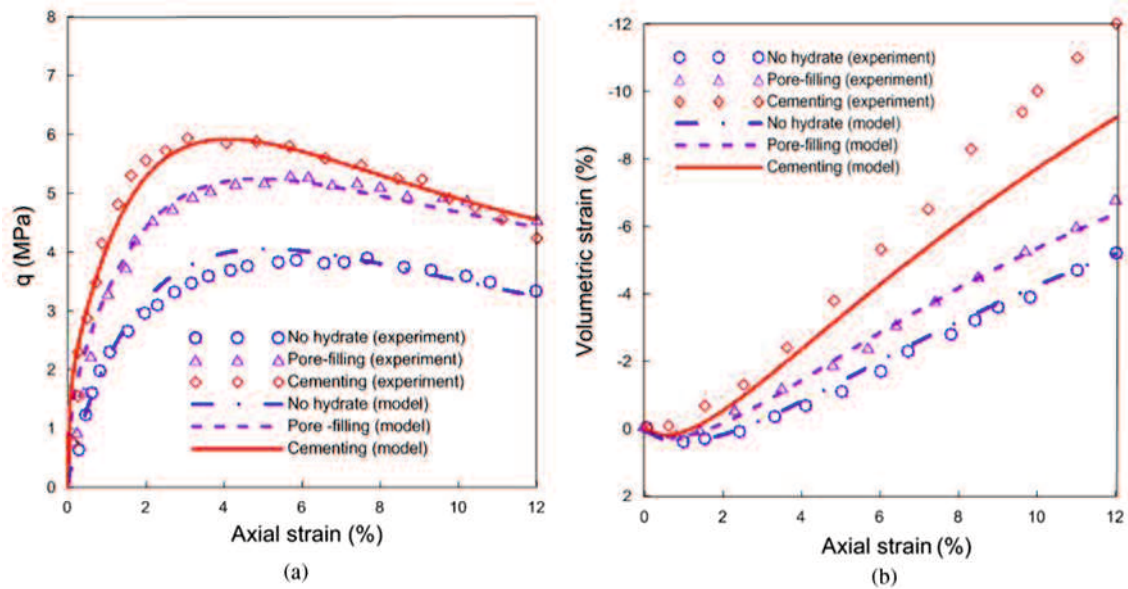 8
7
6
5
4
3
2
1
0
q (MPa)
No hydrate (experiment)
Pore-filling (experiment)
Cementing (experiment)
No hydrate (model)
Pore -filling (model)
Cementing (model)
0 2 4 6 8 10 12
Axial strain (%)
(a)
-12
-10
-8
-6
-4
-2
0
2
Volumetric strain (%)
No hydrate (experiment)
Pore-filling (experiment)
Cementing (experiment)
No hydrate (model)
Pore-filling (model)
Cementing (model)
0 2 4 6 8 10 12
Axial strain (%)
(b)